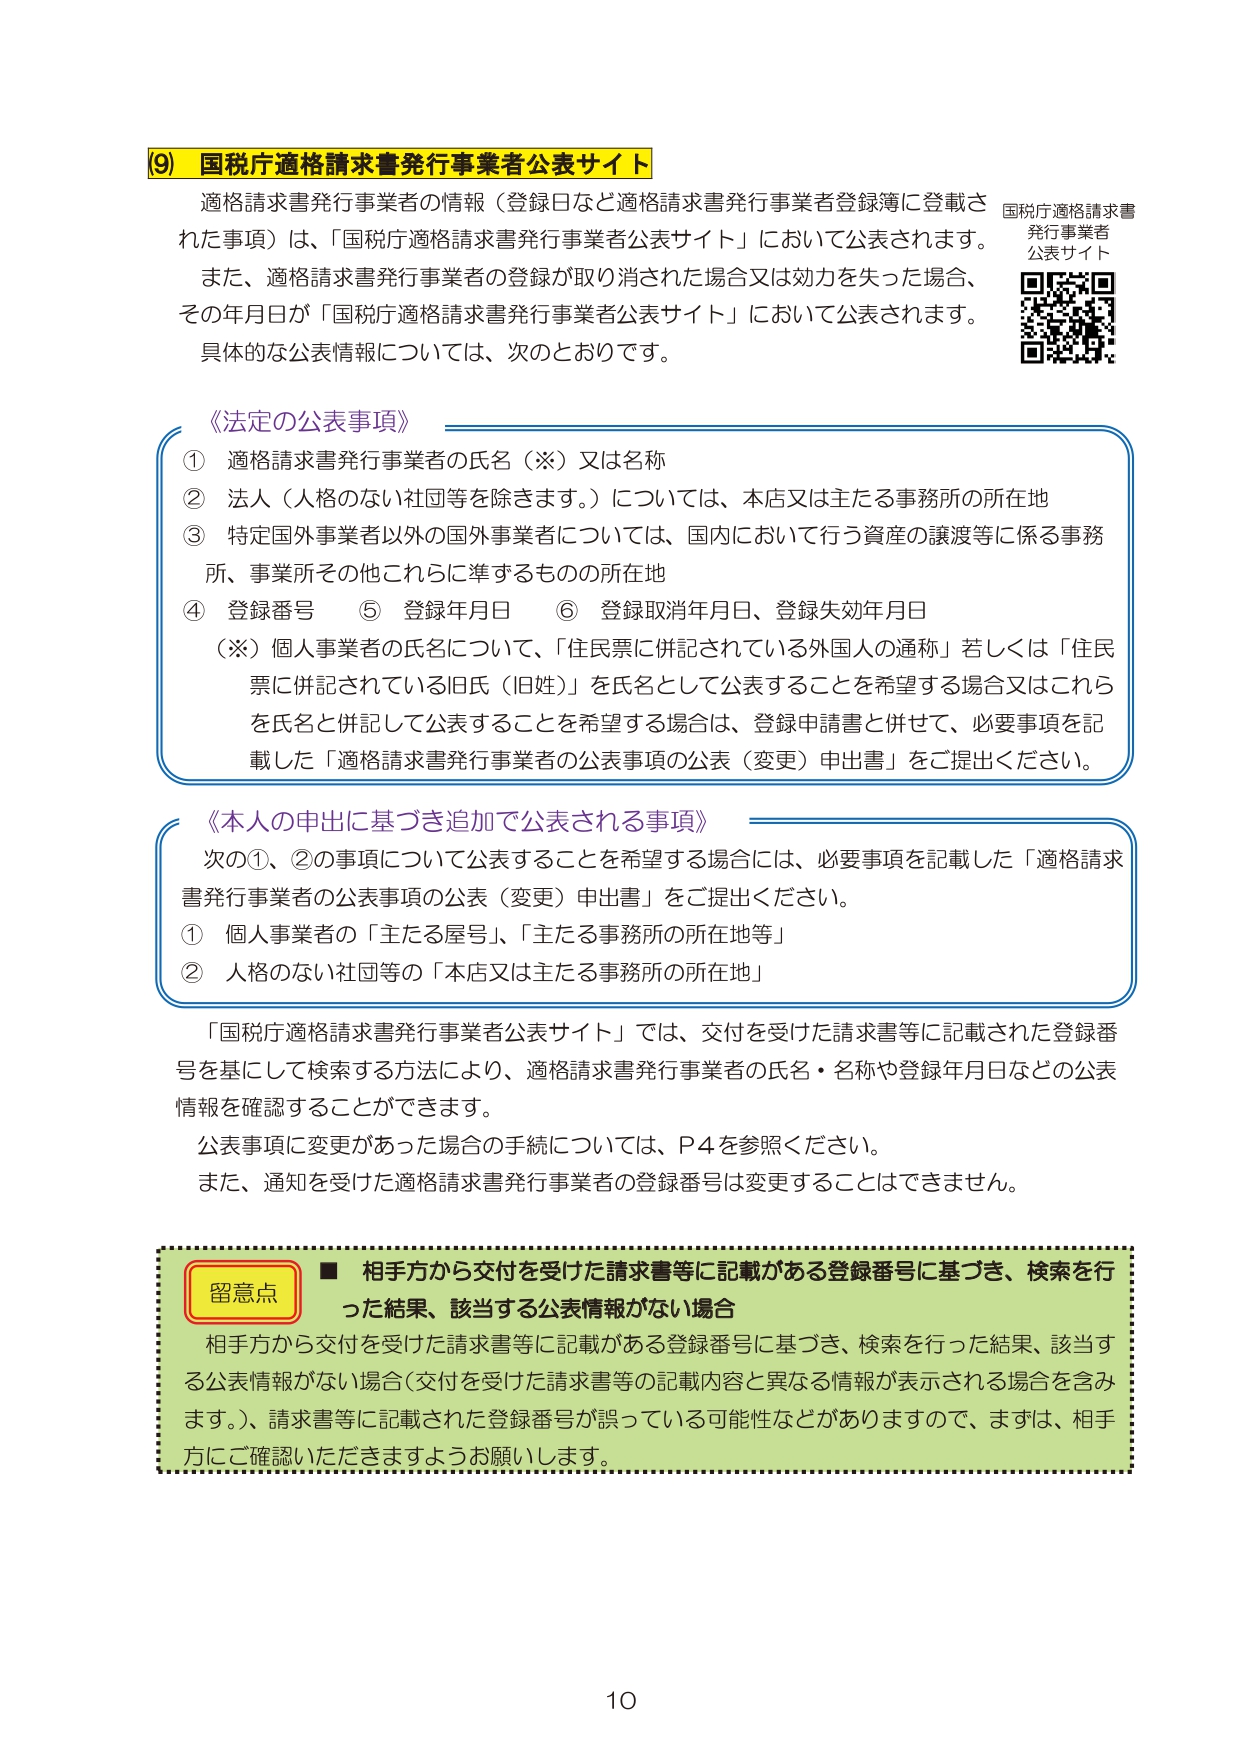 ⑼　国税庁適格請求書発行事業者公表サイト
適格請求書発行事業者の情報（登録日など適格請求書発行事業者登録簿に登載さ
れた事項）は、「国税庁適格請求書発行事業者公表サイト」において公表されます。
また、適格請求書発行事業者の登録が取り消された場合又は効力を失った場合、
その年月日が「国税庁適格請求書発行事業者公表サイト」において公表されます。
具体的な公表情報については、次のとおりです。
国税庁適格請求書
発行事業者
公表サイト
《法定の公表事項》
①　適格請求書発行事業者の氏名（※）又は名称
②　法人（人格のない社団等を除きます。）については、本店又は主たる事務所の所在地
③　特定国外事業者以外の国外事業者については、国内において行う資産の譲渡等に係る事務
所、事業所その他これらに準ずるものの所在地
④　登録番号　　⑤　登録年月日　　⑥　登録取消年月日、登録失効年月日
（※）個人事業者の氏名について、「住民票に併記されている外国人の通称」若しくは「住民
票に併記されている旧氏（旧姓）」を氏名として公表することを希望する場合又はこれら
を氏名と併記して公表することを希望する場合は、登録申請書と併せて、必要事項を記
載した「適格請求書発行事業者の公表事項の公表（変更）申出書」をご提出ください。
《本人の申出に基づき追加で公表される事項》
次の①、②の事項について公表することを希望する場合には、必要事項を記載した「適格請求
書発行事業者の公表事項の公表（変更）申出書」をご提出ください。
①　個人事業者の「主たる屋号」、「主たる事務所の所在地等」
②　人格のない社団等の「本店又は主たる事務所の所在地」
「国税庁適格請求書発行事業者公表サイト」では、交付を受けた請求書等に記載された登録番
号を基にして検索する方法により、適格請求書発行事業者の氏名・名称や登録年月日などの公表
情報を確認することができます。
公表事項に変更があった場合の手続については、P4を参照ください。
また、通知を受けた適格請求書発行事業者の登録番号は変更することはできません。
留意点
■　相手方から交付を受けた請求書等に記載がある登録番号に基づき、検索を行
った結果、該当する公表情報がない場合
相手方から交付を受けた請求書等に記載がある登録番号に基づき、検索を行った結果、該当す
る公表情報がない場合（交付を受けた請求書等の記載内容と異なる情報が表示される場合を含み
ます。）、請求書等に記載された登録番号が誤っている可能性などがありますので、まずは、相手
方にご確認いただきますようお願いします。
10